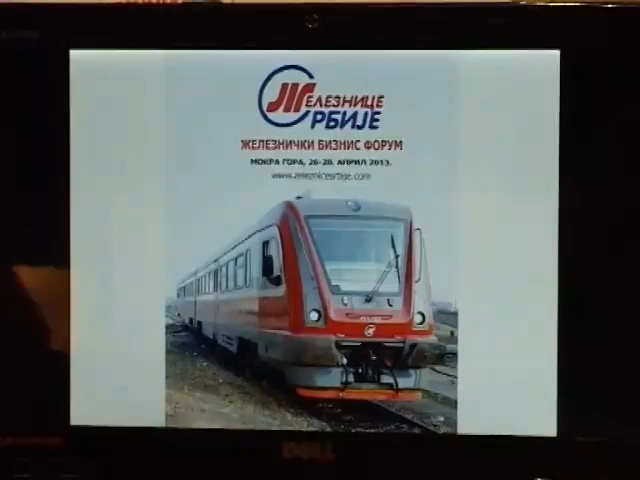 ЖЕЛЕЗНИЦЕ
СРБИЈЕ
ЖЕЛЕЗНИЧКИ БИЗНИС ФОРУМ
МОКРА ГОРА, 26-28. АПРИЛ 2013.
www.zeleznicesrbije.com
DELL